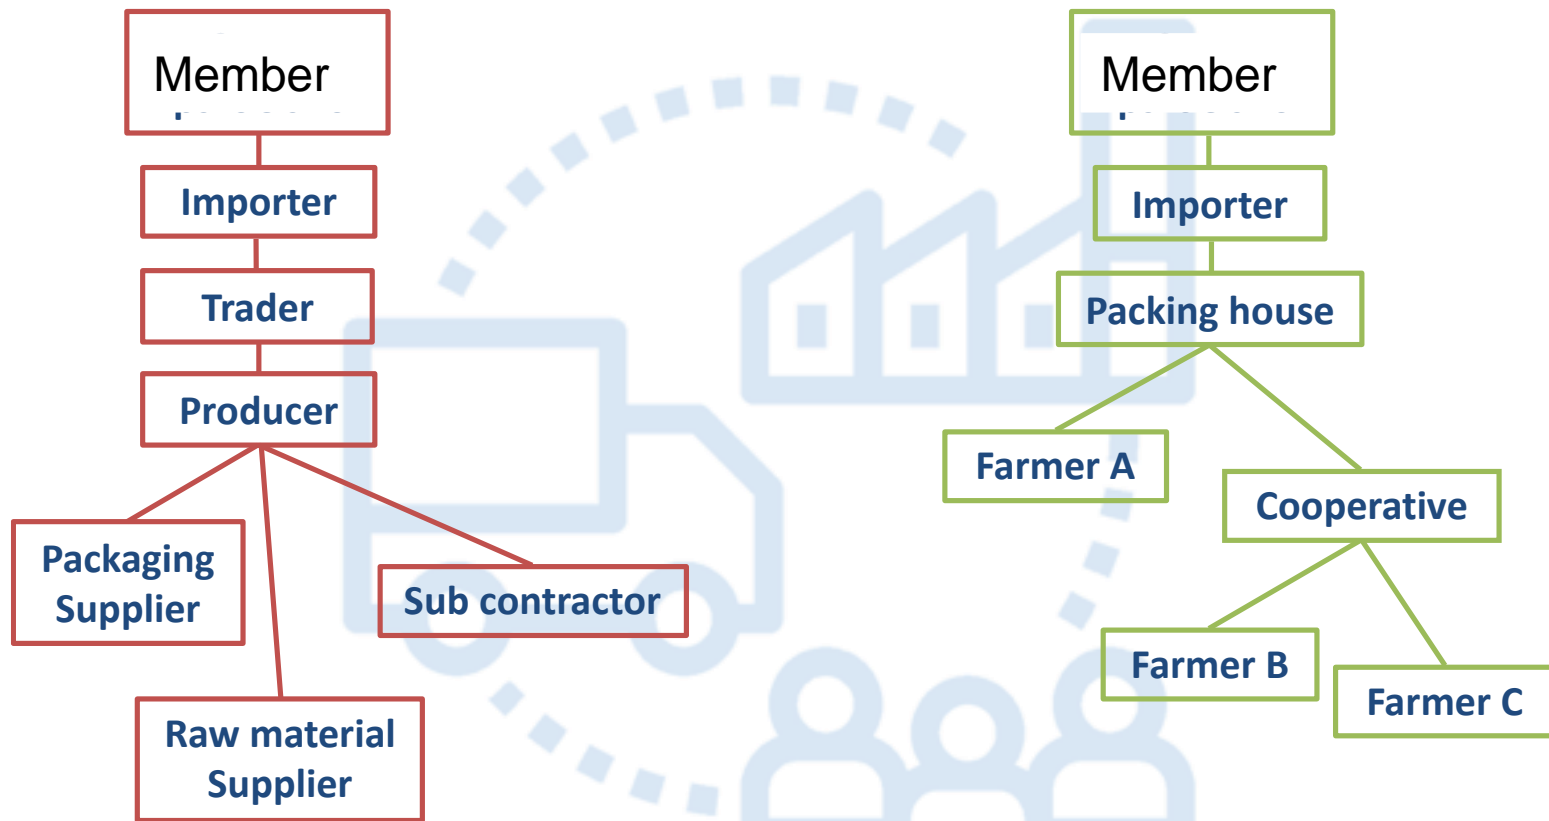 Member
Importer
Trader
Producer
Packaging
Supplier
Sub contractor
Raw material
Supplier
Member
Importer
Packing house
Farmer A
Cooperative
Farmer B
Farmer C